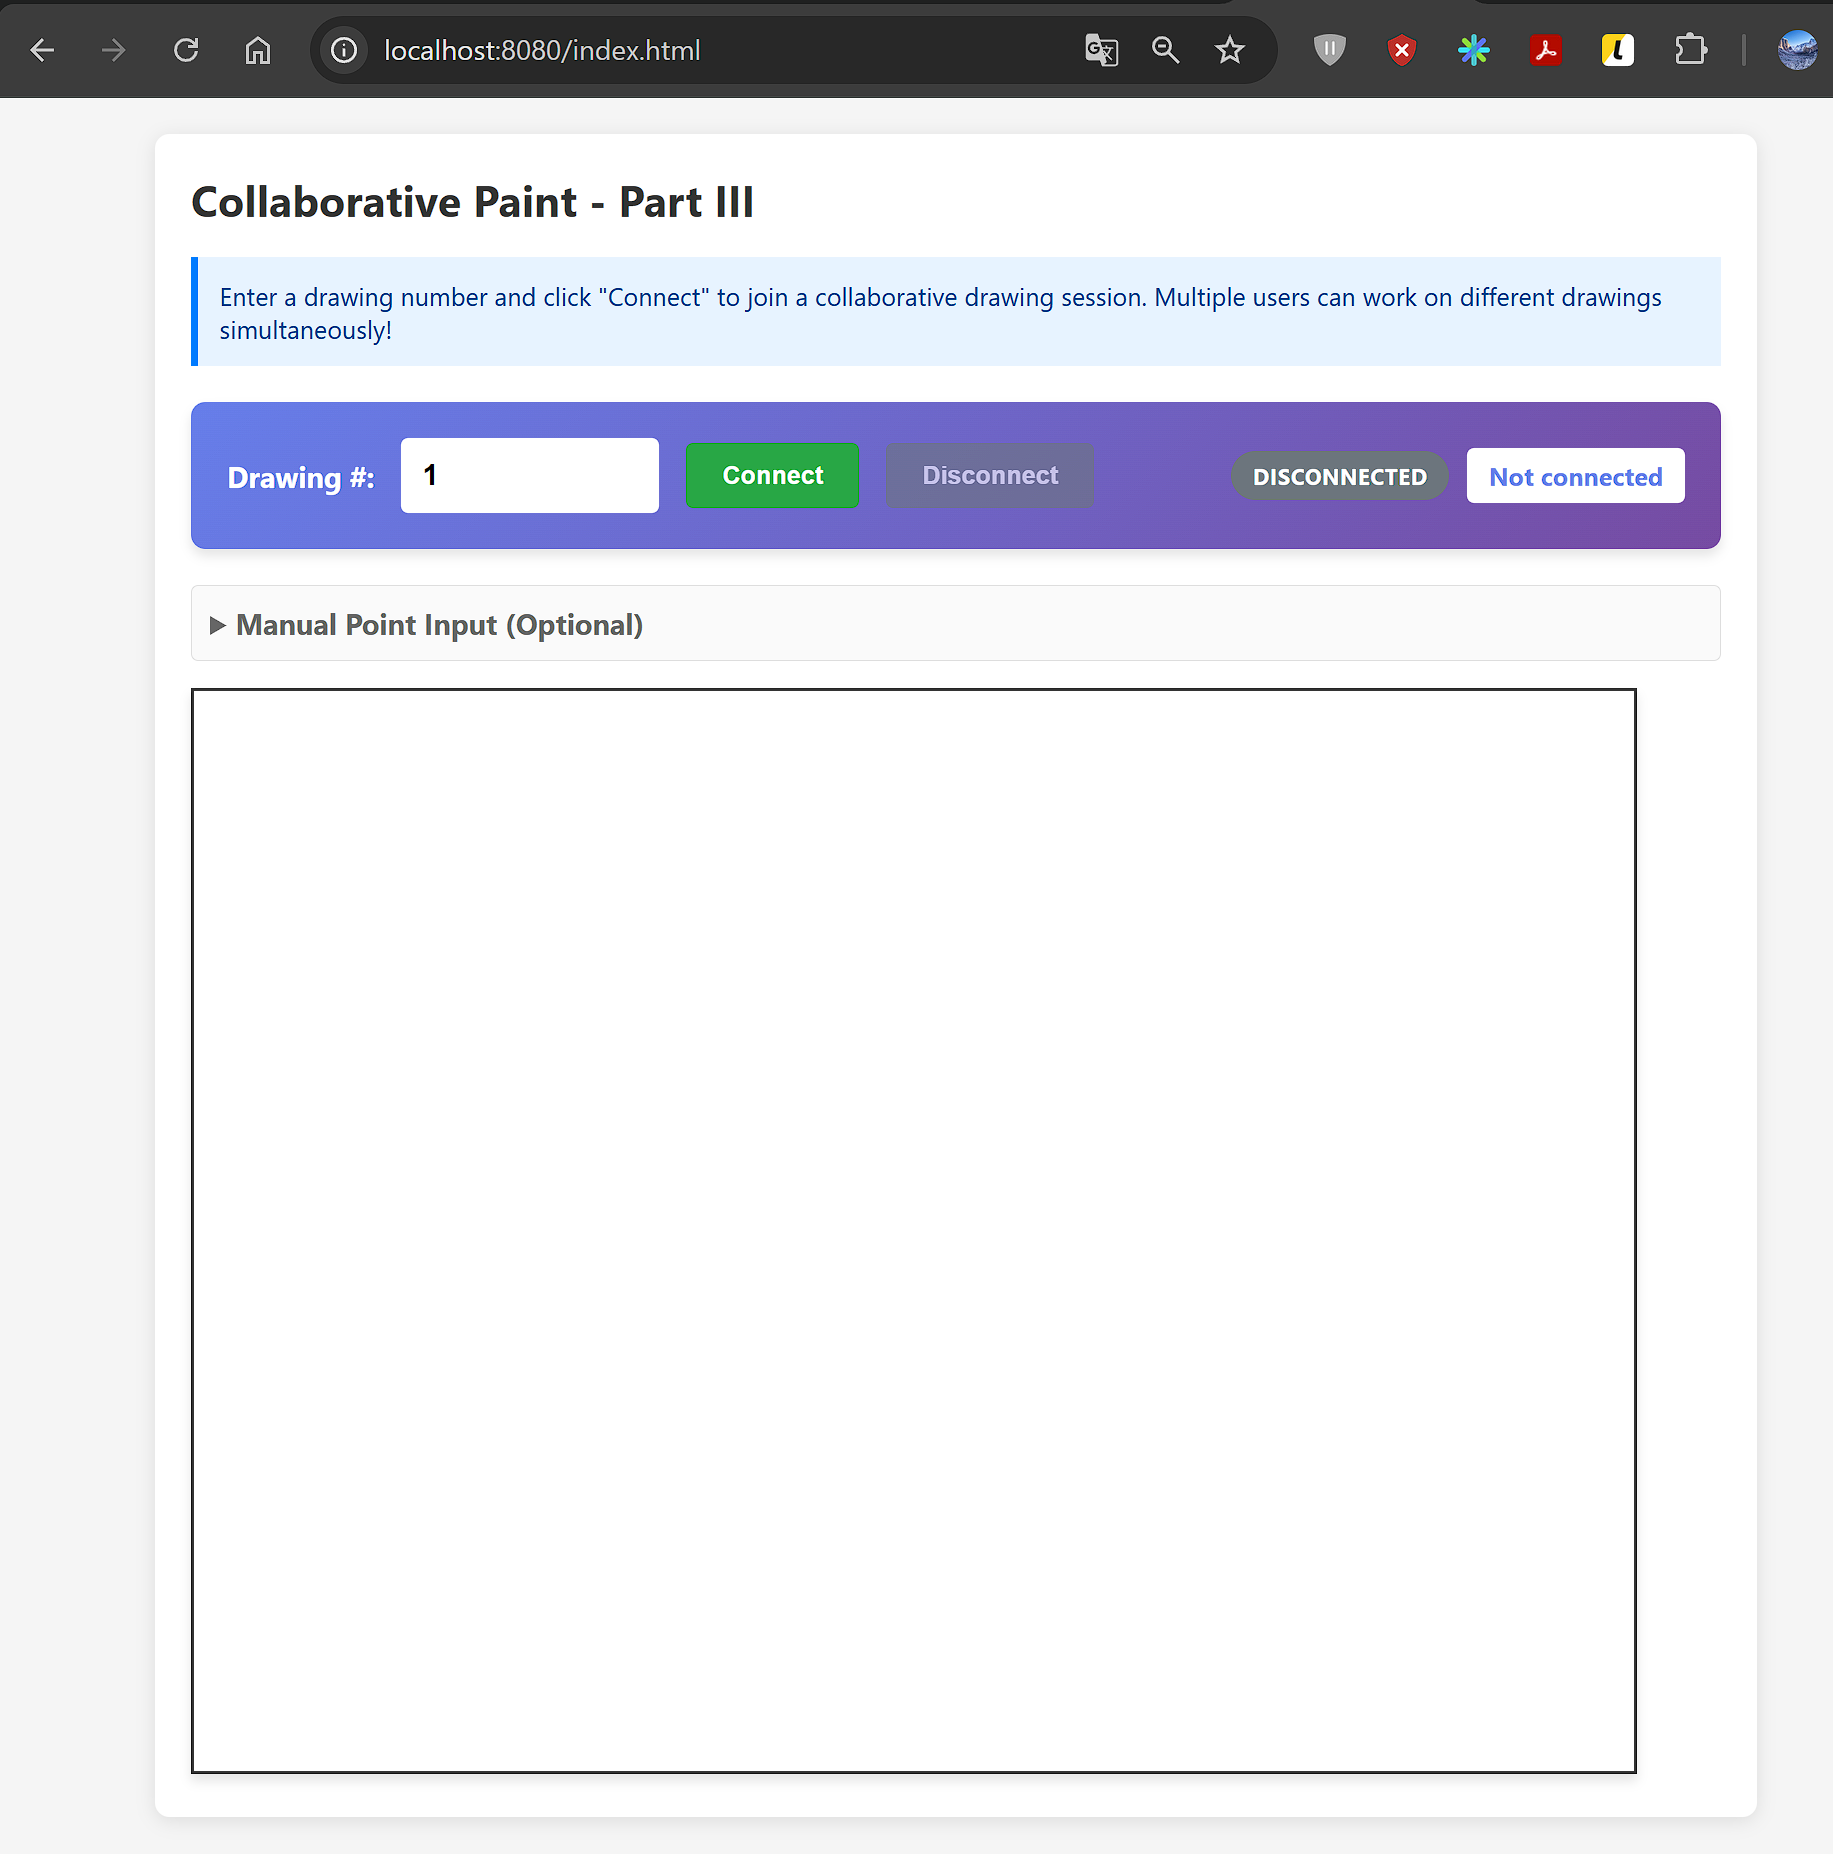 localhost:8080/index.html
Collaborative Paint - Part III
Enter a drawing number and click "Connect" to join a collaborative drawing session. Multiple users can work on different drawings
simultaneously!
Drawing #: 1 Connect Disconnect DISCONNECTED Not connected
Manual Point Input (Optional)